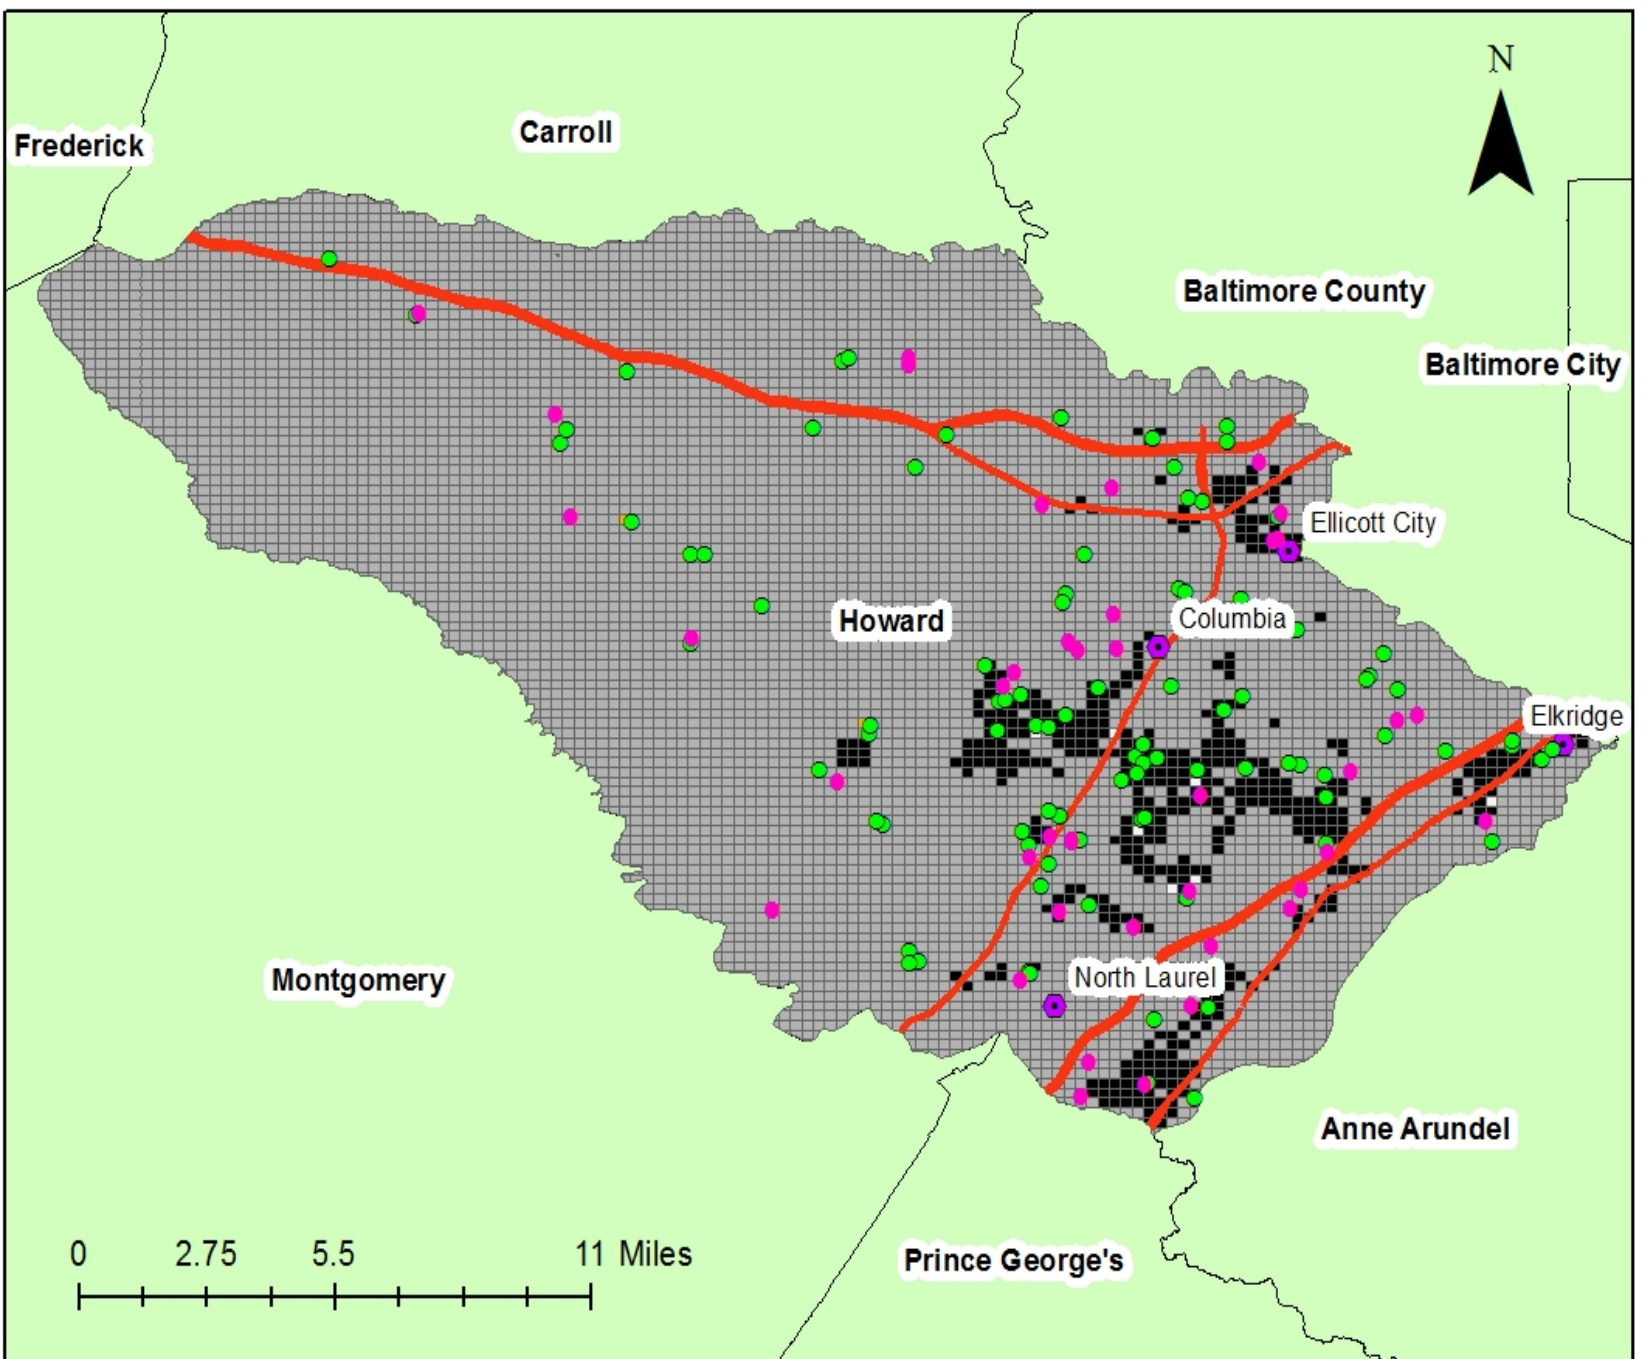 N
Carroll
Frederick
Baltimore County
Baltimore City
Ellicott City
Howard
Columbia
Elkridge
Montgomery
North Laurel
Anne Arundel
0 2.75 5.5 11 Miles
Prince George's